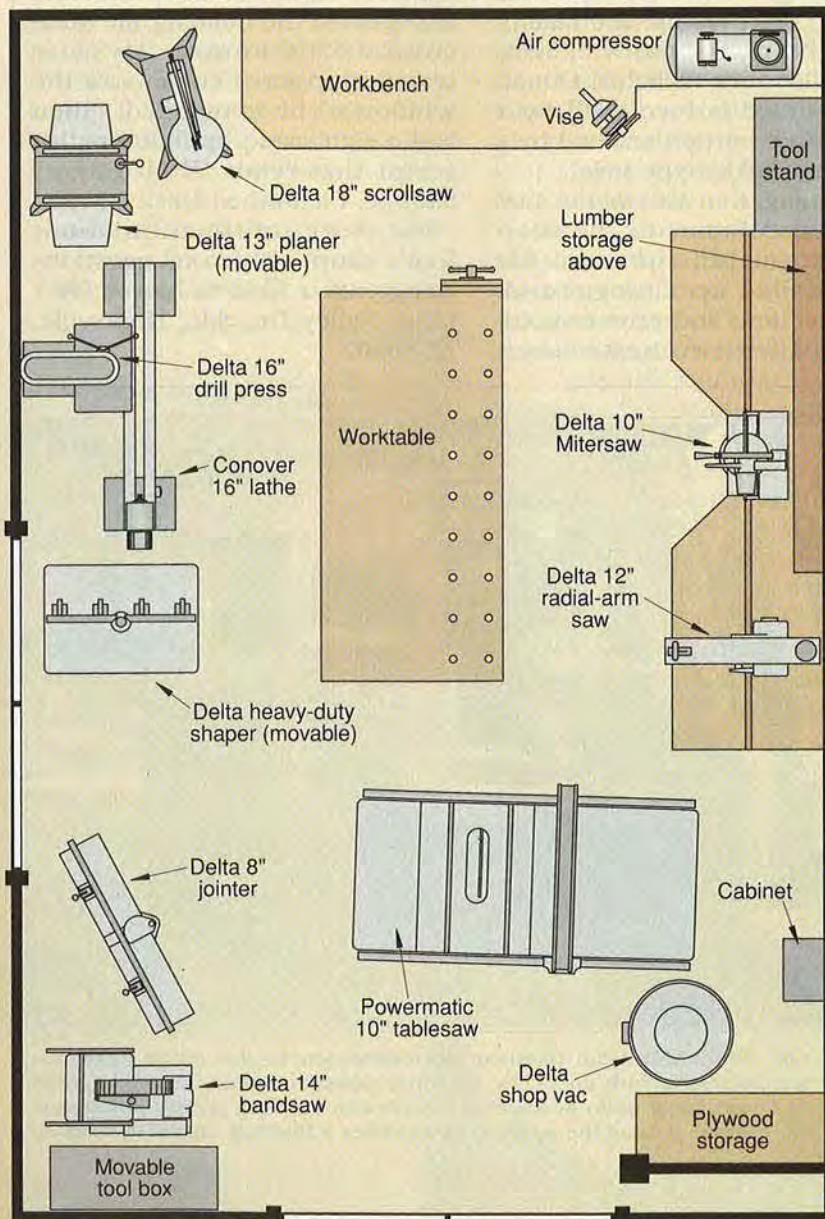 Air compressor
Workbench
Vise
Tool
stand
Delta 18" scrollsaw
Delta 13" planer
(movable)
Lumber
storage
above
Delta 16"
drill press
Worktable
Delta 10"
Mitersaw
Conover
16" lathe
Delta 12"
radial-arm
saw
Delta heavy-duty
shaper (movable)
Delta 8"
jointer
Cabinet
Powermatic
10" tablesaw
Delta 14"
bandsaw
Delta
shop vac
Plywood
storage
Movable
tool box